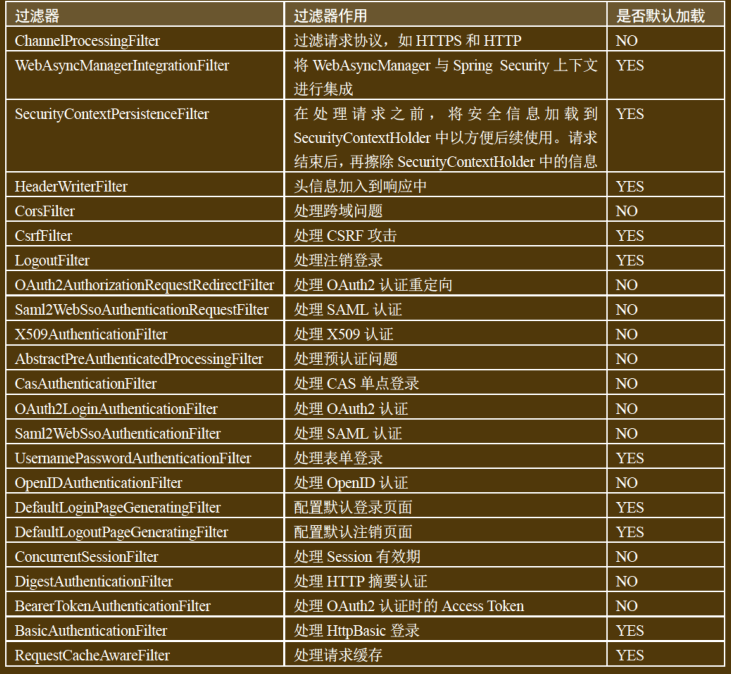 过滤器 过滤器作用 是否默认加载
ChannelProcessingFilter 过滤请求协议，如 HTTPS 和 HTTP NO
WebAsyncManagerIntegrationFilter 将 WebAsyncManager 与 Spring Security 上下文 YES
进行集成
SecurityContextPersistenceFilter 在处理请求之前，将安全信息加载到 YES
SecurityContextHolder 中以方便后续使用。请求
结束后，再擦除 SecurityContextHolder 中的信息
HeaderWriterFilter 头信息加入到响应中 YES
CorsFilter 处理跨域问题 NO
CsrfFilter 处理 CSRF 攻击 YES
LogoutFilter 处理注销登录 YES
OAuth2AuthorizationRequestRedirectFilter 处理 OAuth2 认证重定向 NO
Saml2WebSsoAuthenticationRequestFilter 处理 SAML 认证 NO
X509AuthenticationFilter 处理 X509 认证 NO
AbstractPreAuthenticatedProcessingFilter 处理预认证问题 NO
CasAuthenticationFilter 处理 CAS 单点登录 NO
OAuth2LoginAuthenticationFilter 处理 OAuth2 认证 NO
Saml2WebSsoAuthenticationFilter 处理 SAML 认证 NO
UsernamePasswordAuthenticationFilter 处理表单登录 YES
OpenIDAuthenticationFilter 处理 OpenID 认证 NO
DefaultLoginPageGeneratingFilter 配置默认登录页面 YES
DefaultLogoutPageGeneratingFilter 配置默认注销页面 YES
ConcurrentSessionFilter 处理 Session 有效期 NO
DigestAuthenticationFilter 处理 HTTP 摘要认证 NO
BearerTokenAuthenticationFilter 处理 OAuth2 认证时的 Access Token NO
BasicAuthenticationFilter 处理 HttpBasic 登录 YES
RequestCacheAwareFilter 处理请求缓存 YES